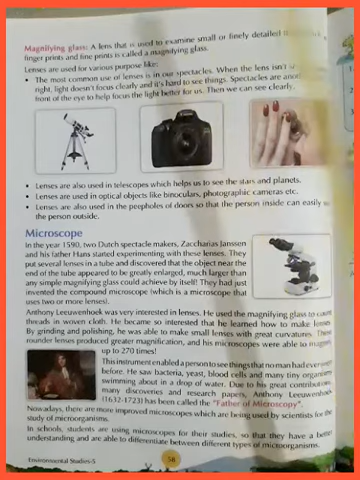 Magnifying glass: A lens that is used to examine small or finely detailed
finger prints and fine prints is called a magnifying glass.
Lenses are used for various purpose like:
• The most common use of lenses is in our spectacles. When the lens isn't
right, light doesn't focus clearly and it's hard to see things. Spectacles are
front of the eye to help focus the light better for us. Then we can see clearly.
• Lenses are also used in telescopes which helps us to see the stars and planets.
• Lenses are used in optical objects like binoculars, photographic cameras etc.
• Lenses are also used in the peepholes of doors so that the person inside can easily
the person outside.
Microscope
In the year 1590, two Dutch spectacle makers, Zaccharias Janssen
and his father Hans started experimenting with these lenses. They
put several lenses in a tube and discovered that the object near the
end of the tube appeared to be greatly enlarged, much larger than
any simple magnifying glass could achieve by itself! They had just
invented the compound microscope (which is a microscope that
uses two or more lenses).
Anthony Leeuwenhoek was very interested in lenses. He used the magnifying glass to count
threads in woven cloth. He became so interested that he learned how to make lenses.
By grinding and polishing, he was able to make small lenses with great curvatures. These
rounder lenses produced greater magnification, and his microscopes were able to magnify
up to 270 times!
This instrument enabled a person to see things that no man had ever
before. He saw bacteria, yeast, blood cells and many tiny organisms
swimming about in a drop of water. Due to his great contributions,
many discoveries and research papers, Anthony Leeuwenhoek
(1632-1723) has been called the "Father of Microscopy".
Nowadays, there are more improved microscopes which are being used by scientists for the
study of microorganisms.
In schools, students are using microscopes for their studies, so that they have a better
understanding and are able to differentiate between different types of microorganisms.
Environmental Studies-5
58